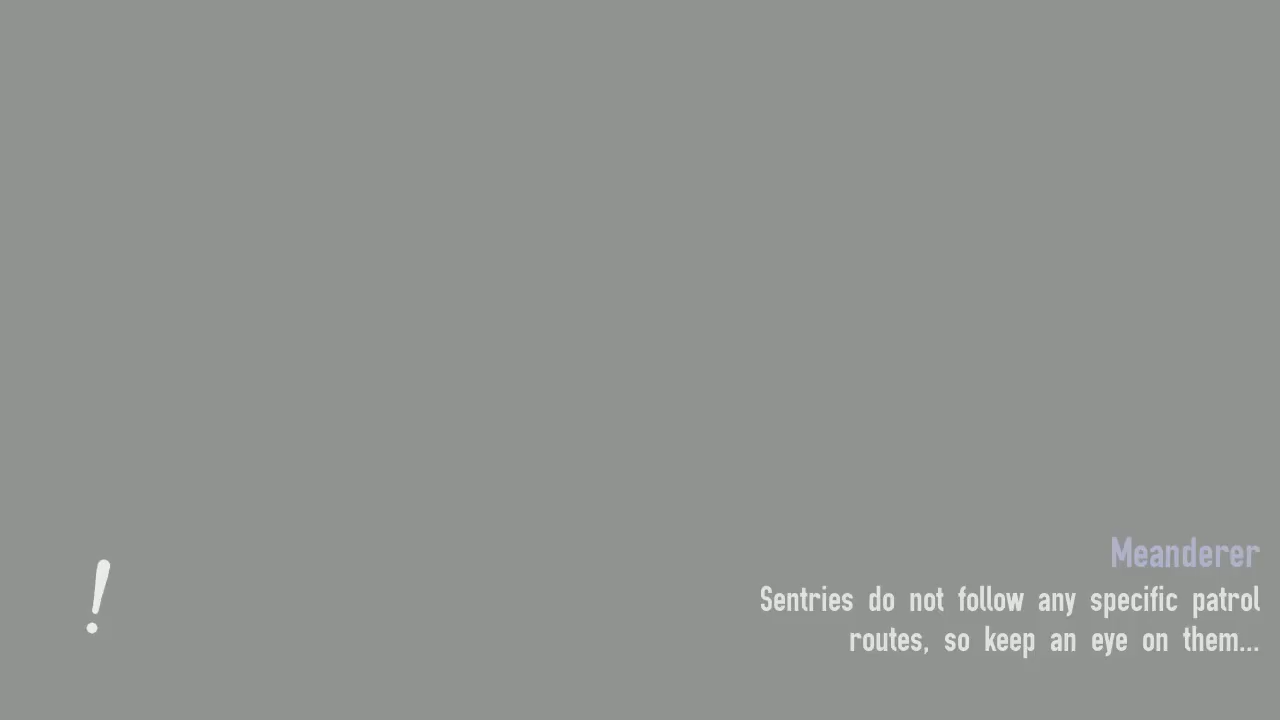 Meanderer
Sentries do not follow any specific patrol
routes, so keep an eye on them...
!